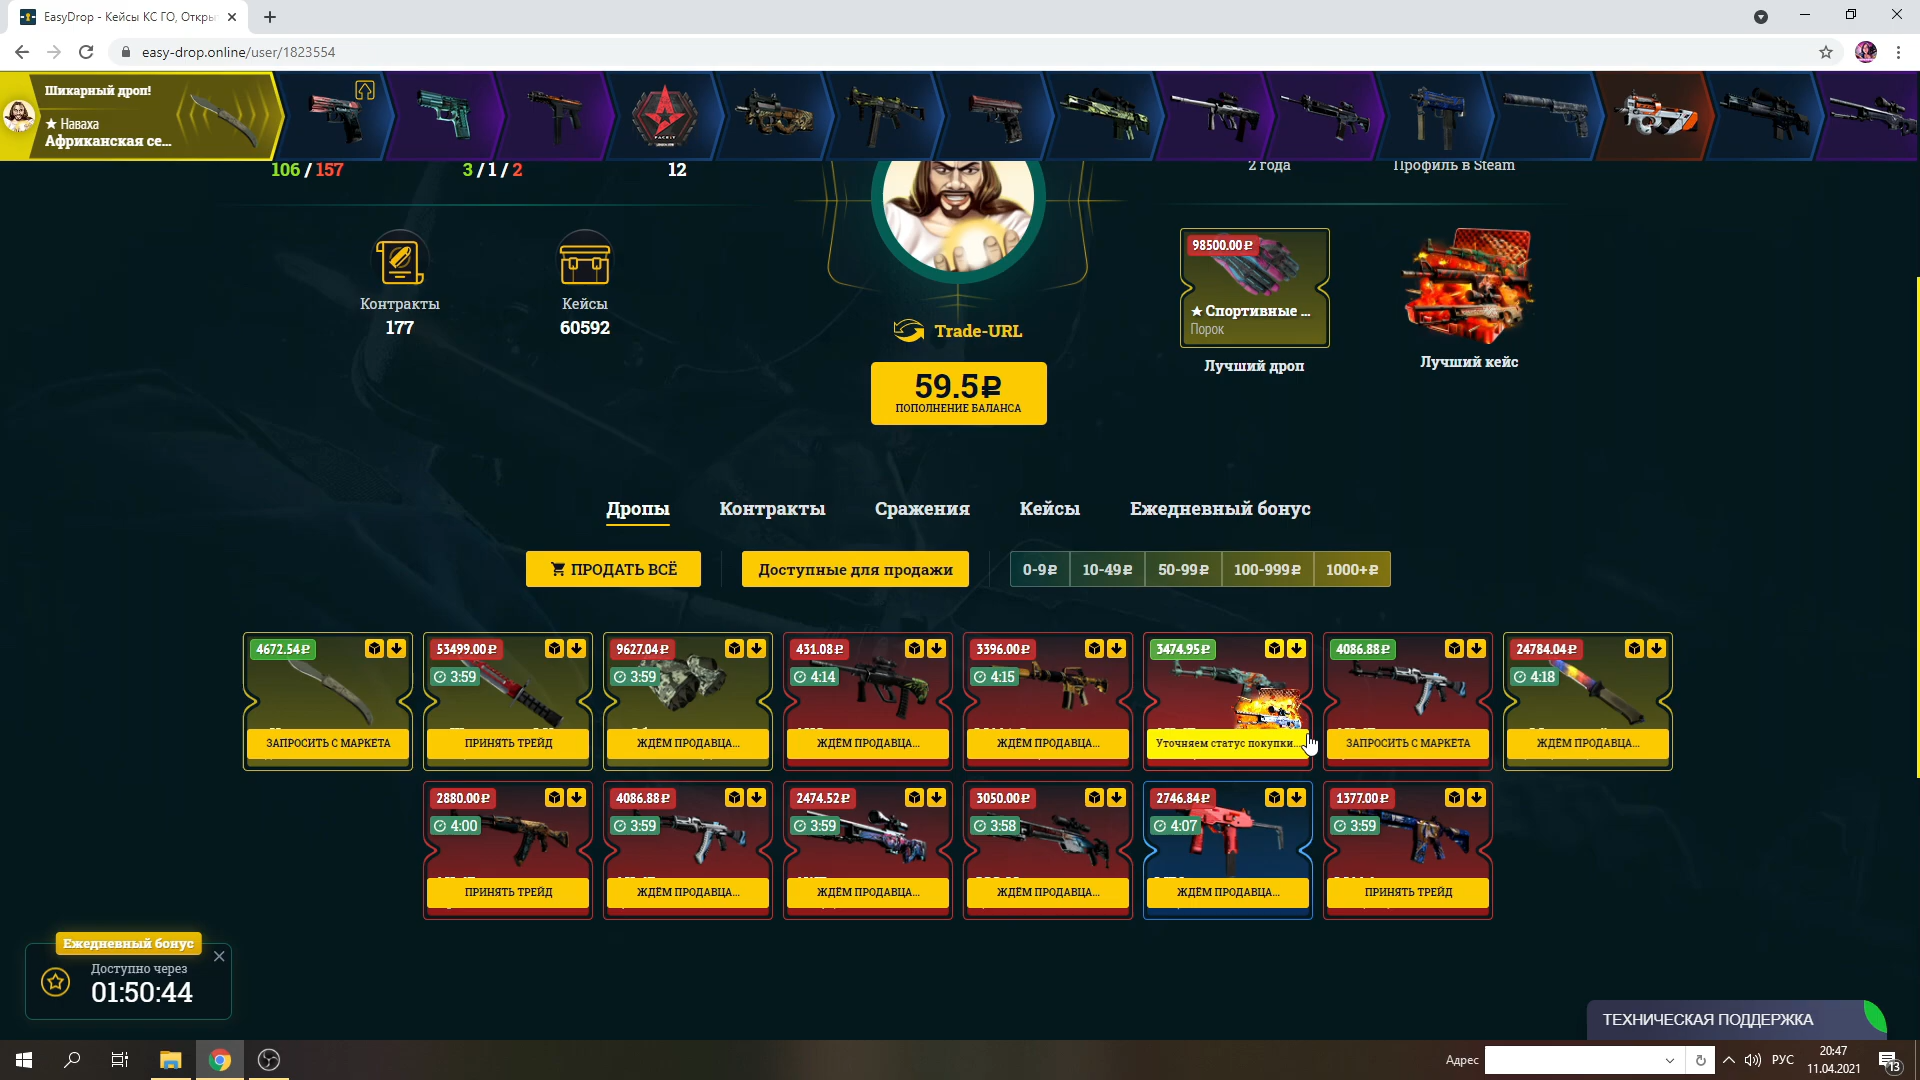 EasyDrop - Кейсы КС ГО, Откры
easy-drop.online/user/1823554
Шикарный дроп!
★ Наваха
Африканская се...
106 / 157
3 / 1 / 2
12
2 года
Профиль в Steam
Контракты
177
Кейсы
60592
Trade-URL
59.5₽
ПОПОЛНЕНИЕ БАЛАНСА
98500.00₽
★ Спортивные ...
Порок
Лучший дроп
Лучший кейс
Дропы
Контракты
Сражения
Кейсы
Ежедневный бонус
ПРОДАТЬ ВСЁ
Доступные для продажи
0-9₽
10-49₽
50-99₽
100-999₽
1000+₽
4672.54₽
ЗАПРОСИТЬ С МАРКЕТА
53499.00₽
3:59
ПРИНЯТЬ ТРЕЙД
9627.04₽
3:59
ЖДЁМ ПРОДАВЦА...
431.08₽
4:14
ЖДЁМ ПРОДАВЦА...
3396.00₽
4:15
ЖДЁМ ПРОДАВЦА...
3474.95₽
Уточняем статус покупки...
4086.88₽
ЗАПРОСИТЬ С МАРКЕТА
24784.04₽
4:18
ЖДЁМ ПРОДАВЦА...
2880.00₽
4:00
ПРИНЯТЬ ТРЕЙД
4086.88₽
3:59
ЖДЁМ ПРОДАВЦА...
2474.52₽
3:59
ЖДЁМ ПРОДАВЦА...
3050.00₽
3:58
ЖДЁМ ПРОДАВЦА...
2746.84₽
4:07
ЖДЁМ ПРОДАВЦА...
1377.00₽
3:59
ПРИНЯТЬ ТРЕЙД
Ежедневный бонус
Доступно через
01:50:44
ТЕХНИЧЕСКАЯ ПОДДЕРЖКА
Адрес
РУС
20:47
11.04.2021
13